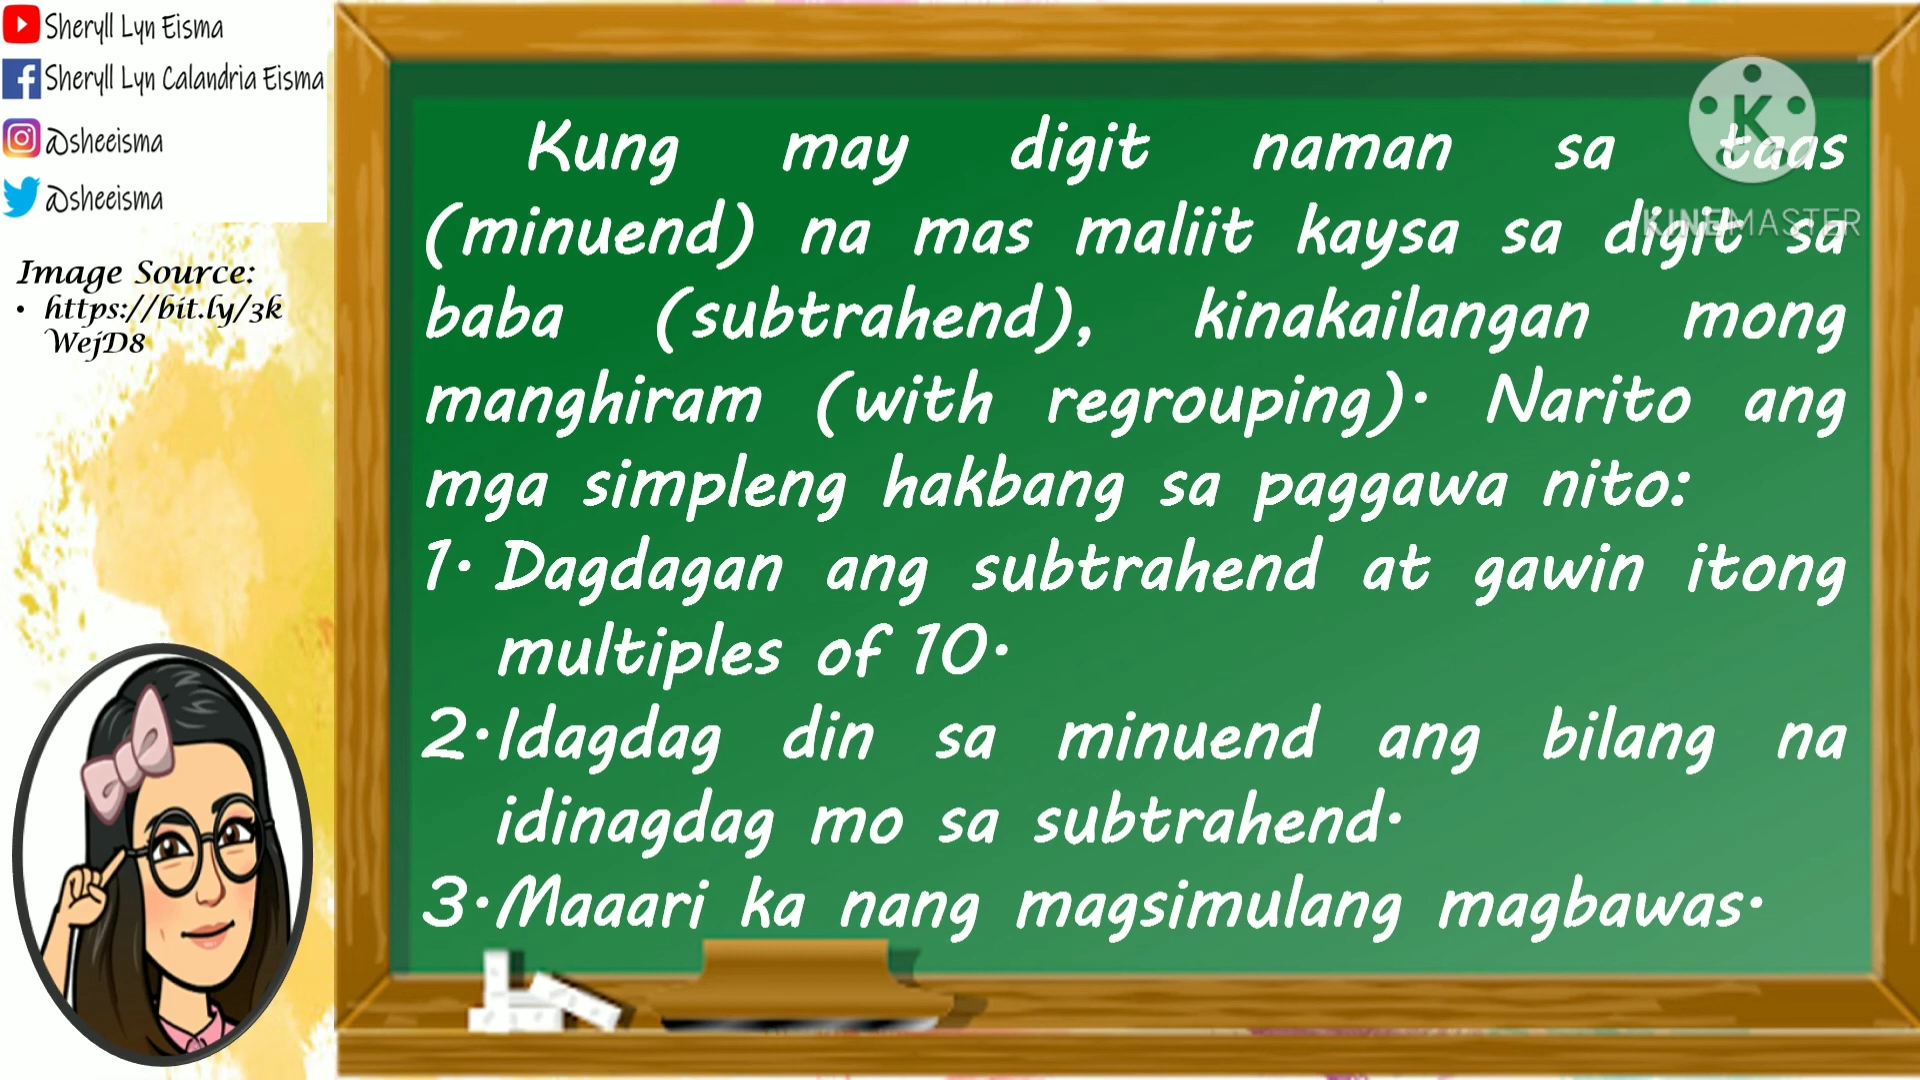 Sheryll Lyn Eisma
Sheryll Lyn Calandria Eisma
@sheeisma
@sheeisma
Image Source:
• https://bit.ly/3k
WejD8
K
KINEMASTER
Kung may digit naman sa taas
(minuend) na mas maliit kaysa sa digit sa
baba (subtrahend), kinakailangan mong
manghiram (with regrouping). Narito ang
mga simpleng hakbang sa paggawa nito:
1. Dagdagan ang subtrahend at gawin itong
multiples of 10.
2. Idagdag din sa minuend ang bilang na
idinagdag mo sa subtrahend.
3. Maaari ka nang magsimulang magbawas.